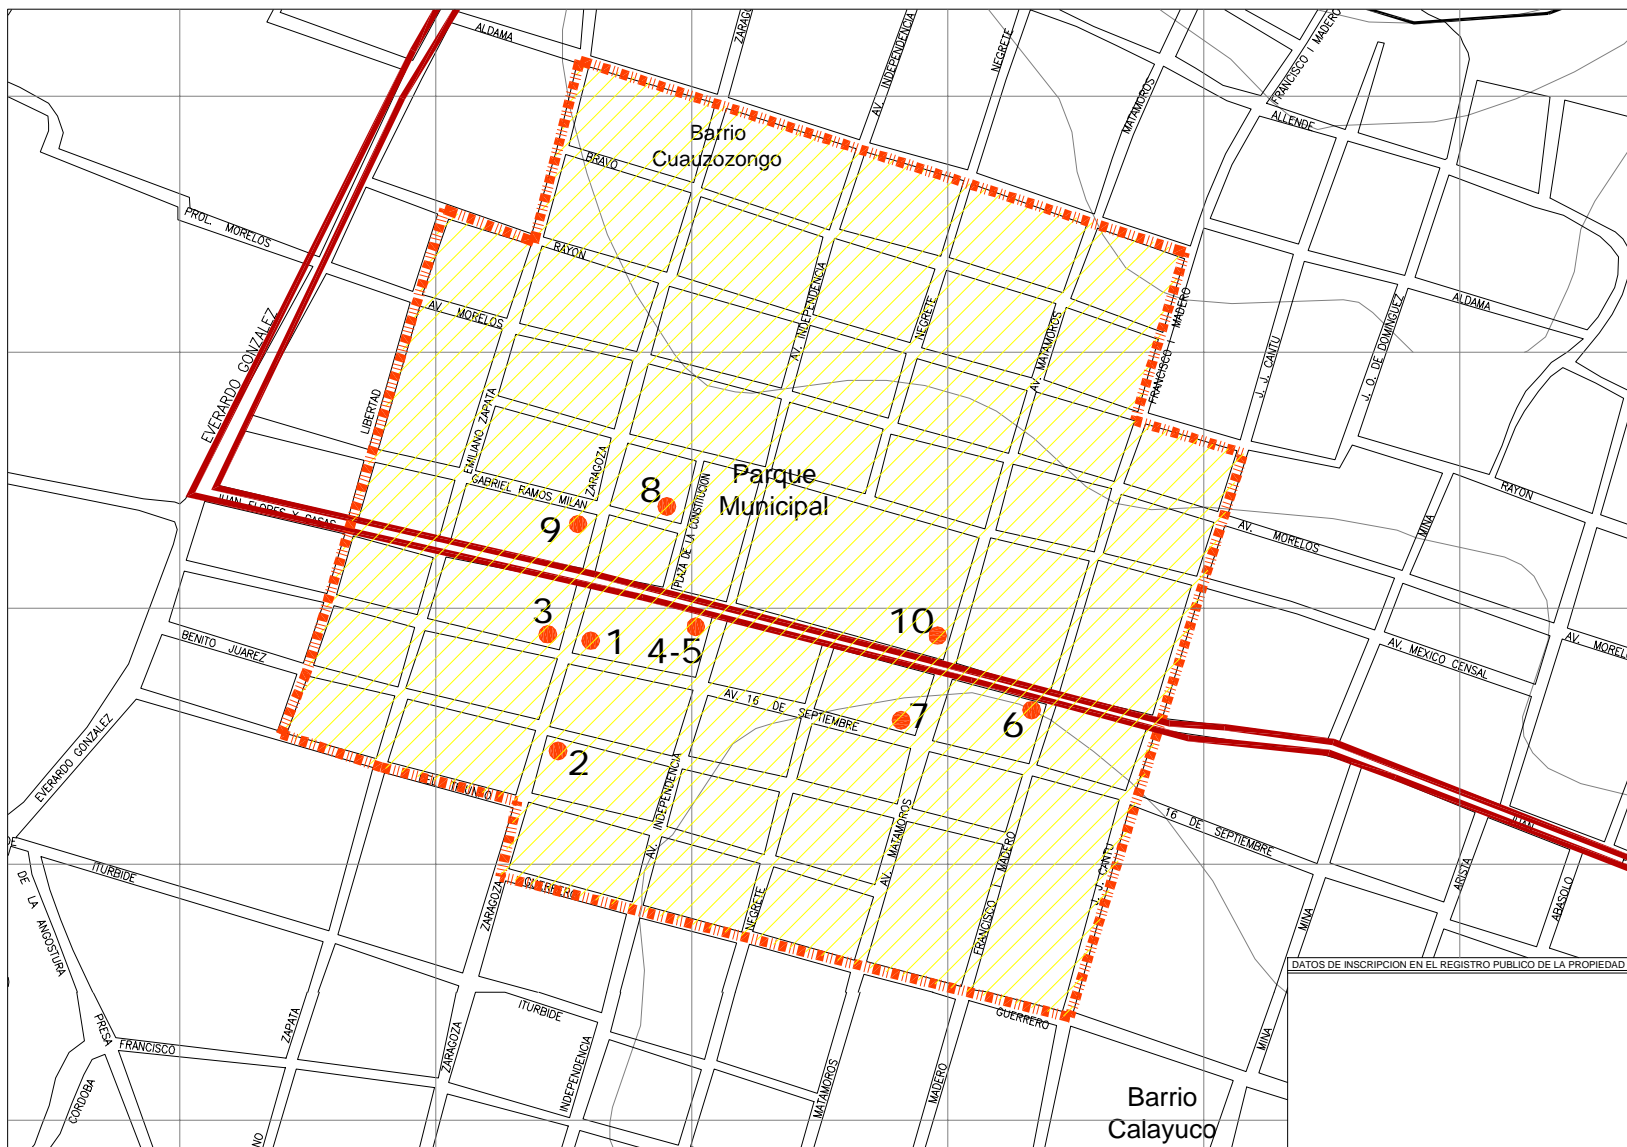 ALDAMA
AV. INDEPENDENCIA
NEGRETE
MATAMOROS
FRANCISCO I MADERO
ALLENDE
Barrio
Cuauzozongo
BRAVO
PROL. MORELOS
RAYON
AV. MORELOS
EVERARDO GONZALEZ
LIBERTAD
EMILIANO ZAPATA
ZARAGOZA
AV. INDEPENDENCIA
NEGRETE
AV. MATAMOROS
FRANCISCO I MADERO
J. J. CANTU
J. O. DE DOMINGUEZ
ALDAMA
GABRIEL RAMOS MILAN
PLAZA DE LA CONSTITUCION
Parque
Municipal
8
9
JUAN FLORES Y CASAS
RAYON
MINA
AV. MORELOS
3
1
4-5
10
BENITO JUAREZ
AV. MEXICO CENSAL
AV. 16 DE SEPTIEMBRE
7
6
2
EVERARDO GONZALEZ
AV. INDEPENDENCIA
AV. MATAMOROS
FRANCISCO I MADERO
J. J. CANTU
16 DE SEPTIEMBRE
JUAN
ARISTA
ABASOLO
ITURBIDE
DE LA ANGOSTURA
ZARAGOZA
GUERRERO
NEGRETE
MINA
DATOS DE INSCRIPCION EN EL REGISTRO PUBLICO DE LA PROPIEDAD
GUERRERO
ITURBIDE
PRESA
FRANCISCO
ZAPATA
ZARAGOZA
INDEPENDENCIA
MATAMOROS
MADERO
MINA
CORDOBA
Barrio
Calayuco